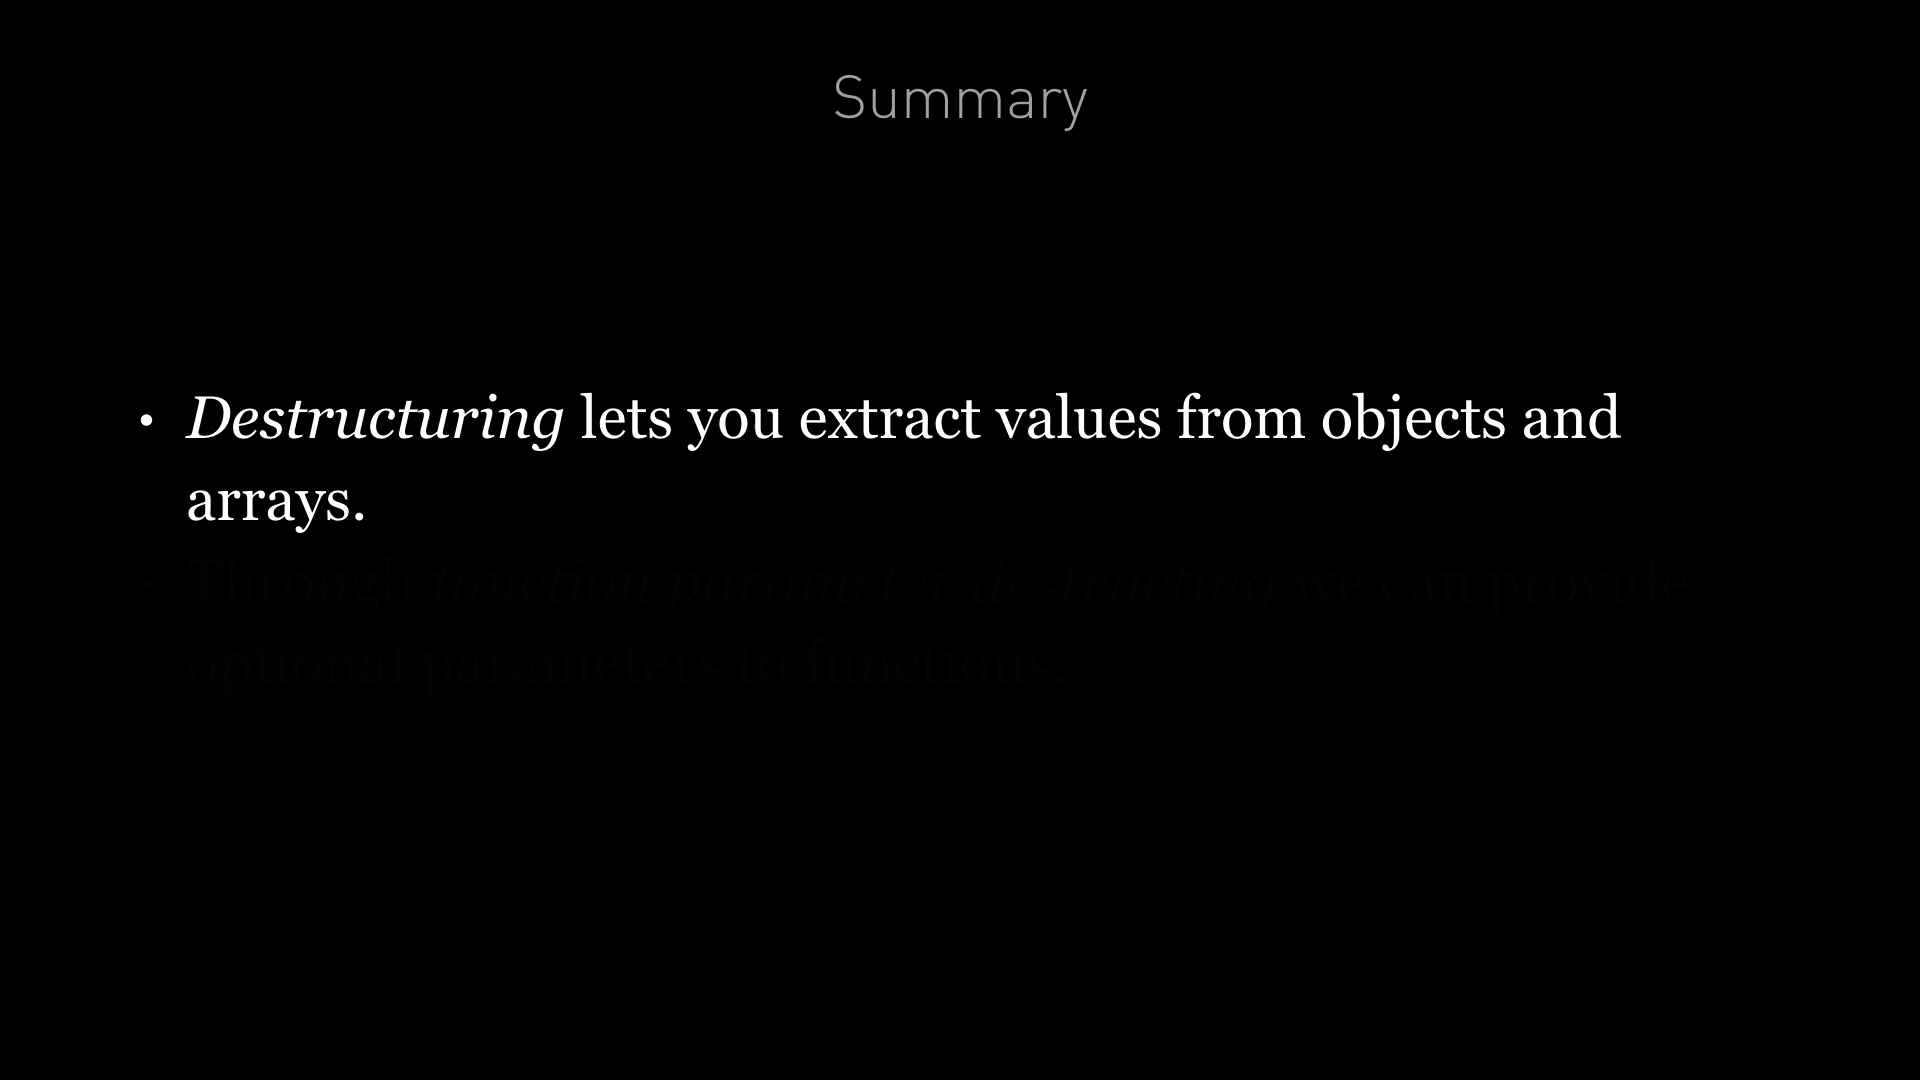 Summary
• Destructuring lets you extract values from objects and
arrays.
• Through function parameter destructing we can provide
optional parameters to functions.